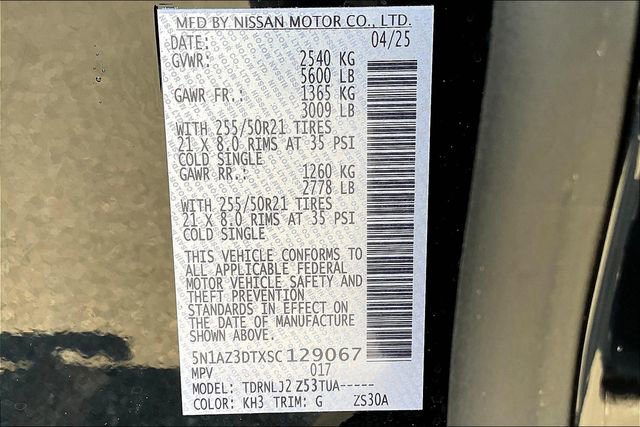 MFD BY NISSAN MOTOR CO., LTD.
DATE: 04/25
GVWR: 2540 KG
5600 LB
GAWR FR.: 1365 KG
3009 LB
WITH 255/50R21 TIRES
21 X 8.0 RIMS AT 35 PSI
COLD SINGLE
GAWR RR.: 1260 KG
2778 LB
WITH 255/50R21 TIRES
21 X 8.0 RIMS AT 35 PSI
COLD SINGLE
THIS VEHICLE CONFORMS TO
ALL APPLICABLE FEDERAL
MOTOR VEHICLE SAFETY AND
THEFT PREVENTION
STANDARDS IN EFFECT ON
THE DATE OF MANUFACTURE
SHOWN ABOVE.
5N1AZ3DTXSC129067
MPV 017
MODEL: TDRNLJ2 Z53TUA-----
COLOR: KH3 TRIM: G ZS30A